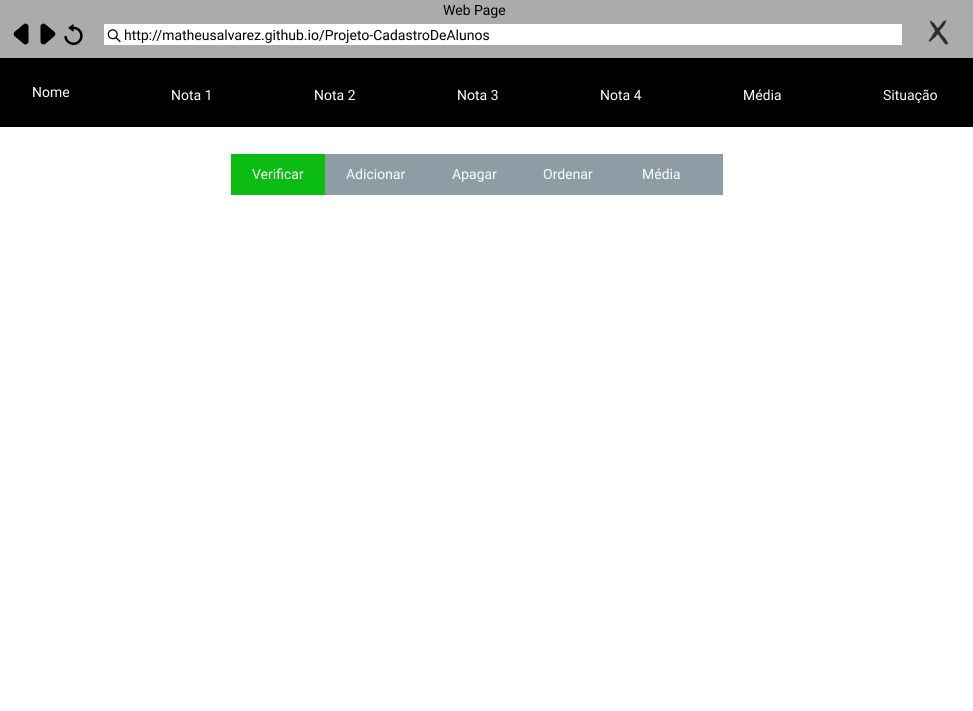 Web Page
http://matheusalvarez.github.io/Projeto-CadastroDeAlunos
Nome Nota 1 Nota 2 Nota 3 Nota 4 Média Situação
Verificar Adicionar Apagar Ordenar Média